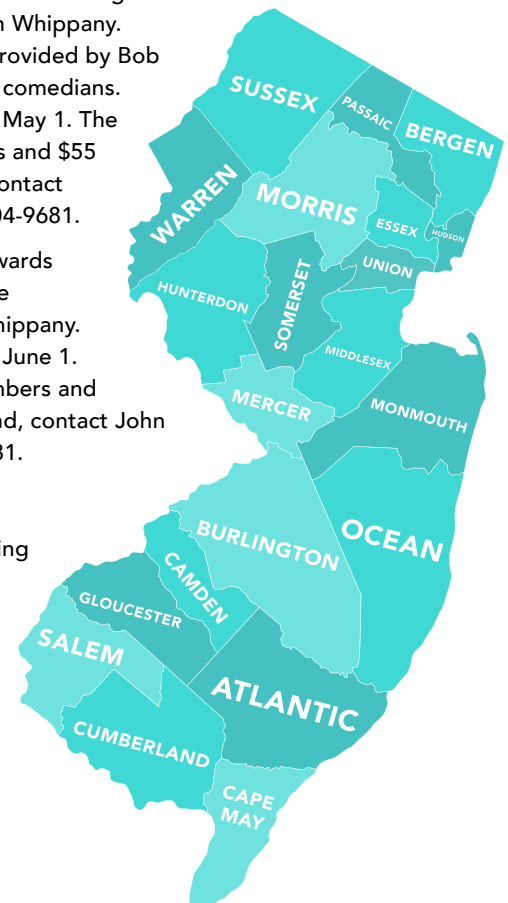 Whippany.
rovided by Bob
comedians.
May 1. The
s and $55
ontact
04-9681.
wards
e
hippany.
June 1.
nbers and
nd, contact John
31.
ing
SUSSEX
PASSAIC
BERGEN
WARREN
MORRIS
ESSEX
HUDSON
UNION
HUNTERDON
SOMERSET
MIDDLESEX
MERCER
MONMOUTH
BURLINGTON
OCEAN
CAMDEN
GLOUCESTER
SALEM
ATLANTIC
CUMBERLAND
CAPE
MAY